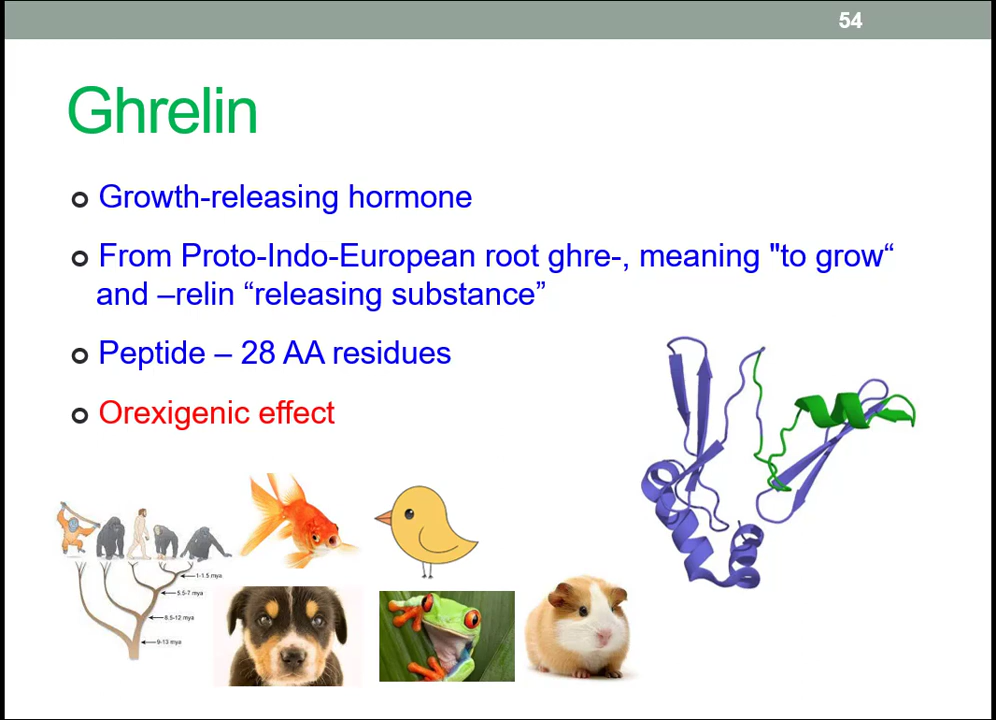 54
Ghrelin
Growth-releasing hormone
From Proto-Indo-European root ghre-, meaning "to grow“
and –relin “releasing substance”
Peptide – 28 AA residues
Orexigenic effect
1-1.5 mya
5.5-7 mya
8.5-12 mya
9-13 mya